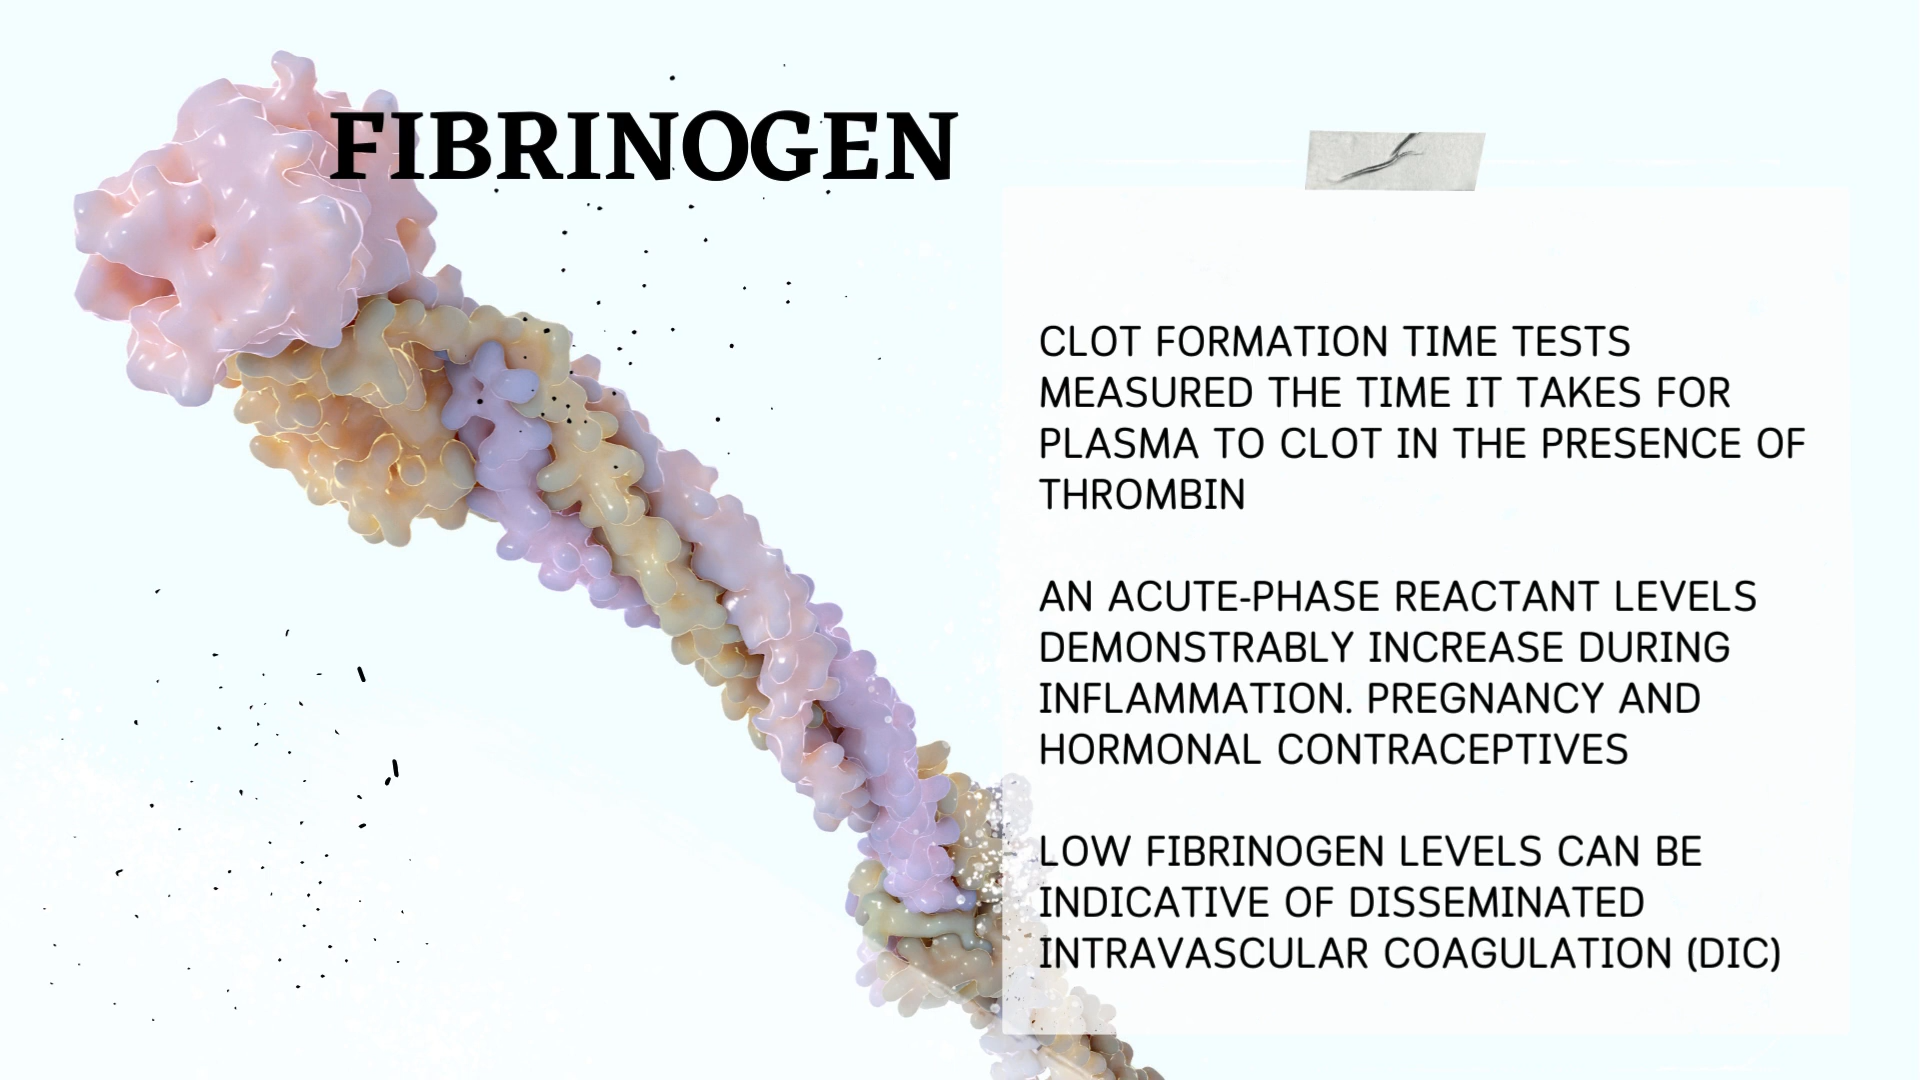 FIBRINOGEN
CLOT FORMATION TIME TESTS
MEASURED THE TIME IT TAKES FOR
PLASMA TO CLOT IN THE PRESENCE OF
THROMBIN
AN ACUTE-PHASE REACTANT LEVELS
DEMONSTRABLY INCREASE DURING
INFLAMMATION. PREGNANCY AND
HORMONAL CONTRACEPTIVES
LOW FIBRINOGEN LEVELS CAN BE
INDICATIVE OF DISSEMINATED
INTRAVASCULAR COAGULATION (DIC)